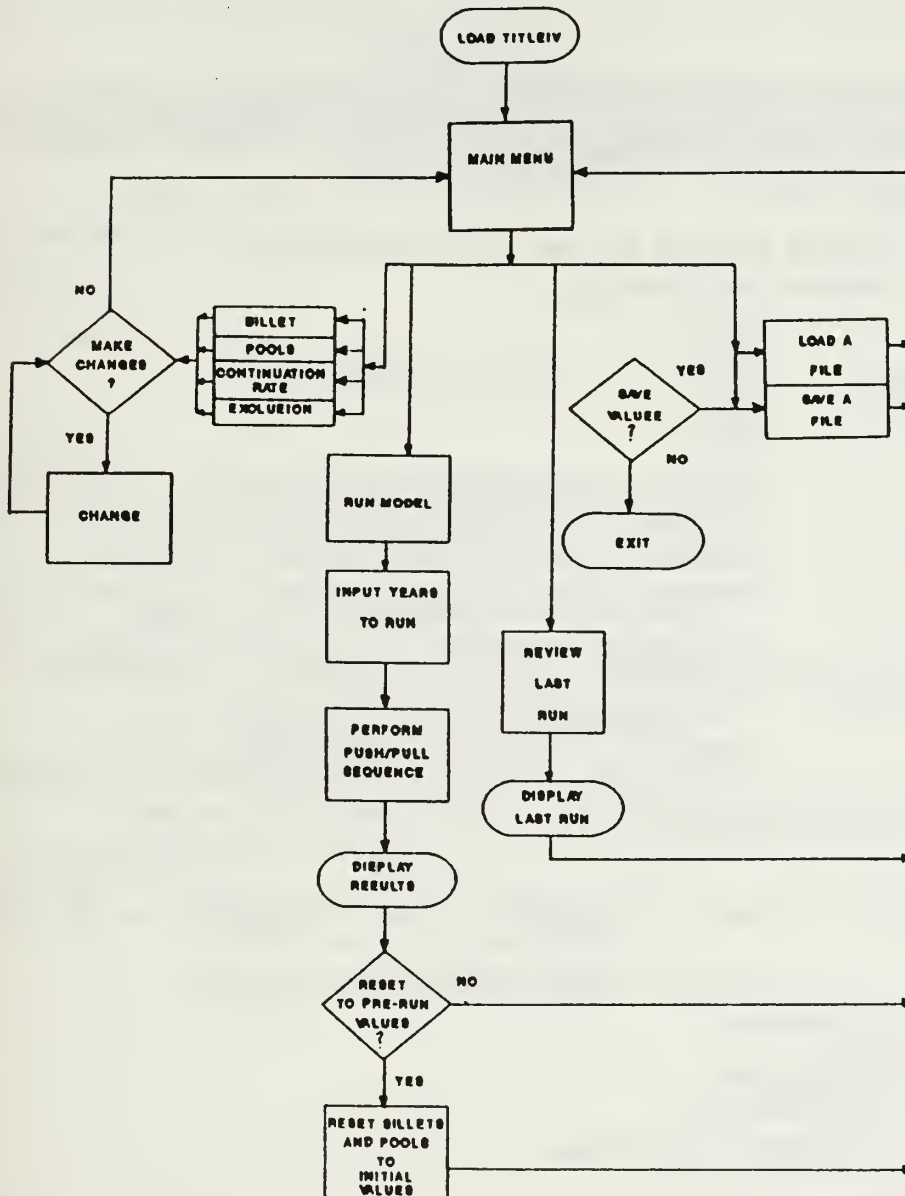 LOAD TITLEIV
MAIN MENU
NO
MAKE
CHANGES
?
YES
CHANGE
BILLET
POOLS
CONTINUATION
RATE
EXCLUSION
RUN MODEL
INPUT YEARS
TO RUN
PERFORM
PUSH/PULL
SEQUENCE
DISPLAY
RESULTS
RESET
TO PRE-RUN
VALUES
?
NO
YES
RESET BILLETS
AND POOLS
TO
INITIAL
VALUES
REVIEW
LAST
RUN
DISPLAY
LAST RUN
SAVE
VALUES
?
YES
NO
EXIT
LOAD A
FILE
SAVE A
FILE